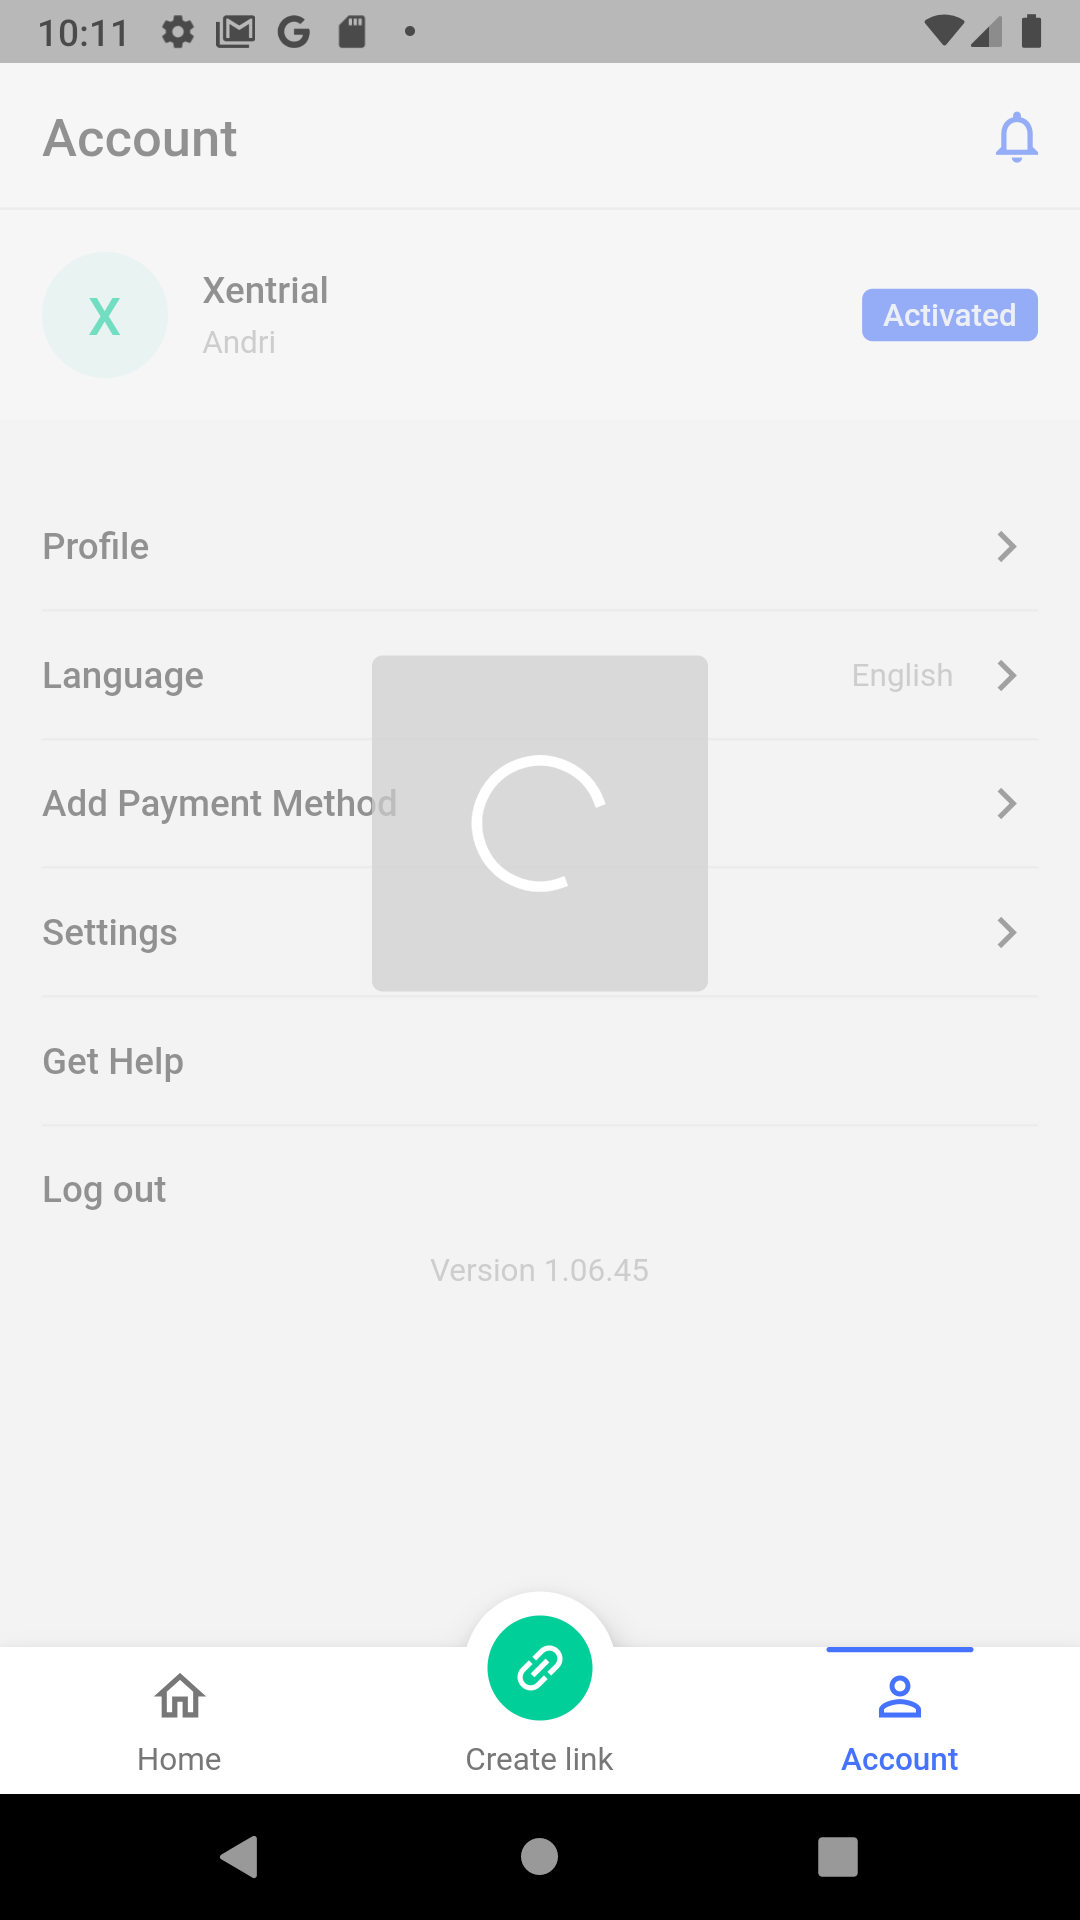 10:11
Account
X
Xentrial
Andri
Activated
Profile
Language
English
Add Payment Method
Settings
Get Help
Log out
Version 1.06.45
Home
Create link
Account